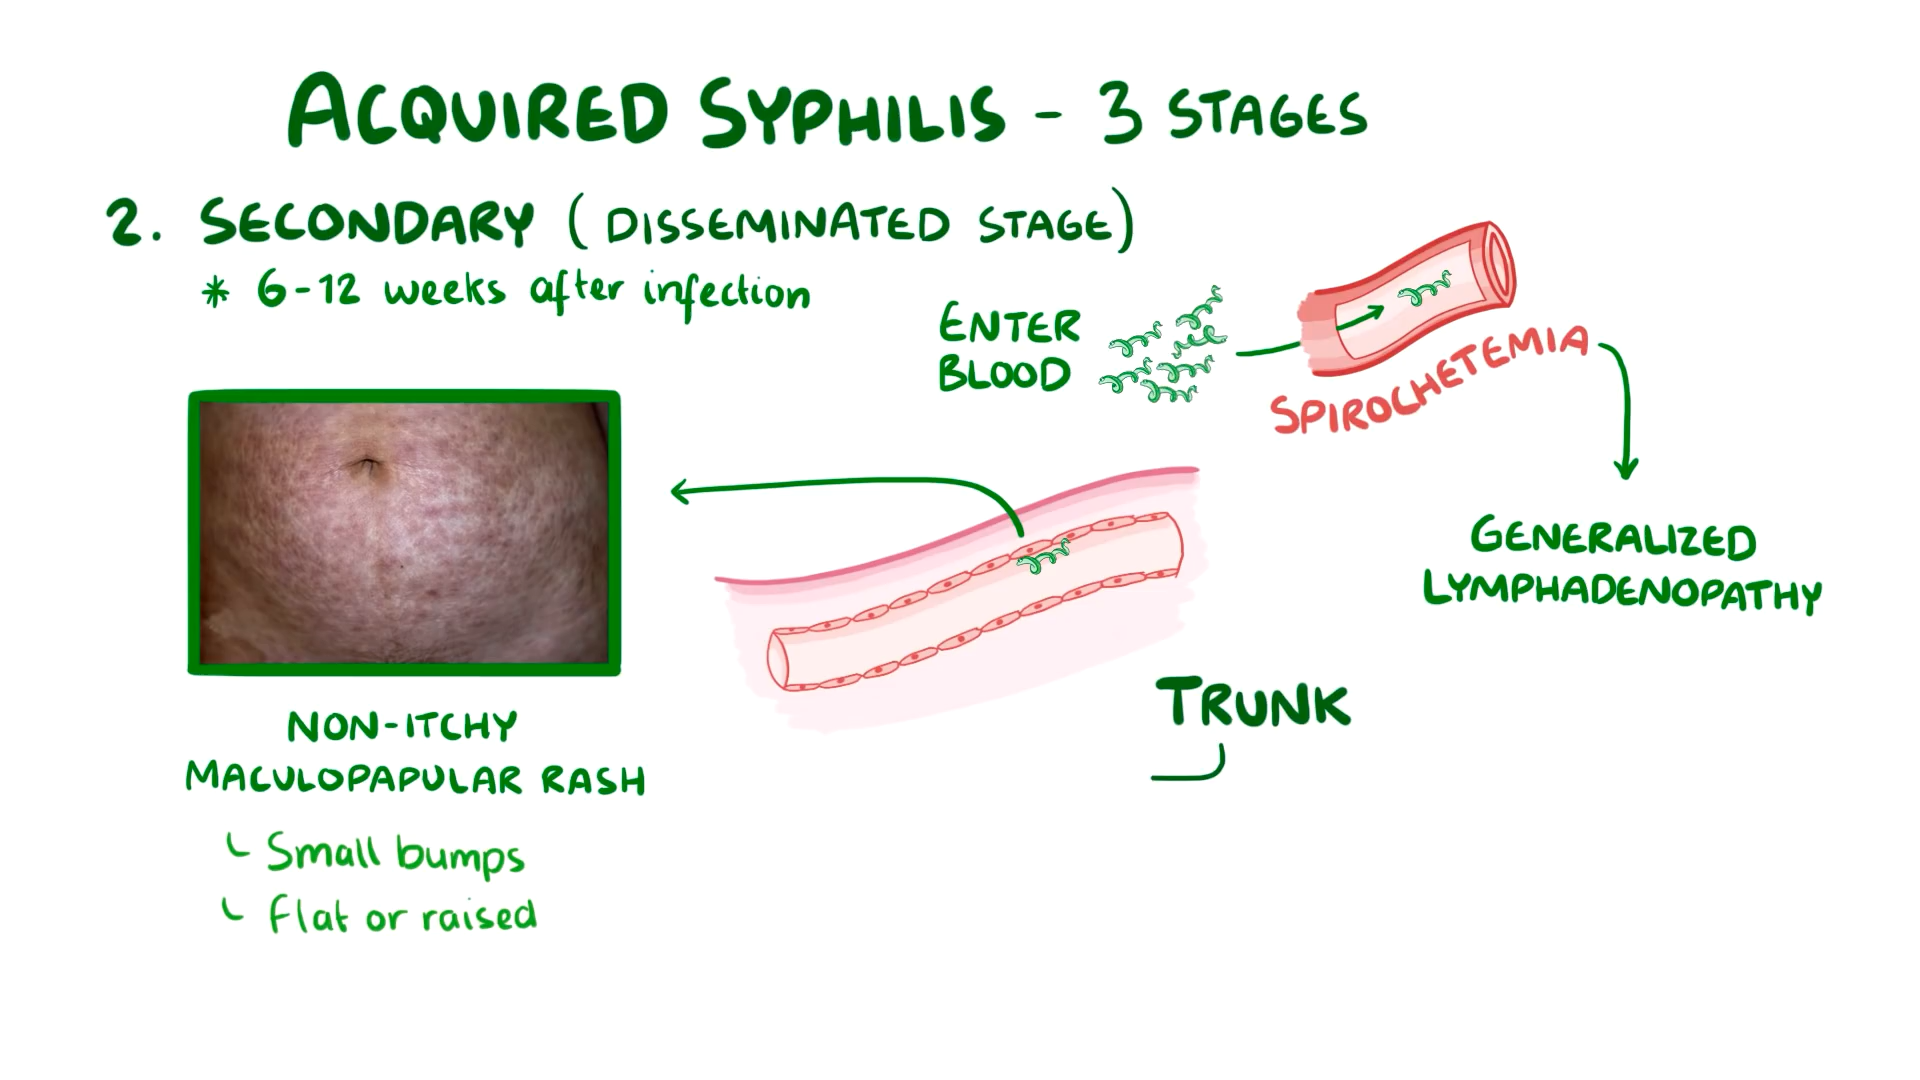 ACQUIRED SYPHILIS - 3 STAGES
2. SECONDARY (DISSEMINATED STAGE)
* 6-12 weeks after infection
ENTER
BLOOD
SPIROCHETEMIA
GENERALIZED
LYMPHADENOPATHY
TRUNK
NON-ITCHY
MACULOPAPULAR RASH
Small bumps
Flat or raised